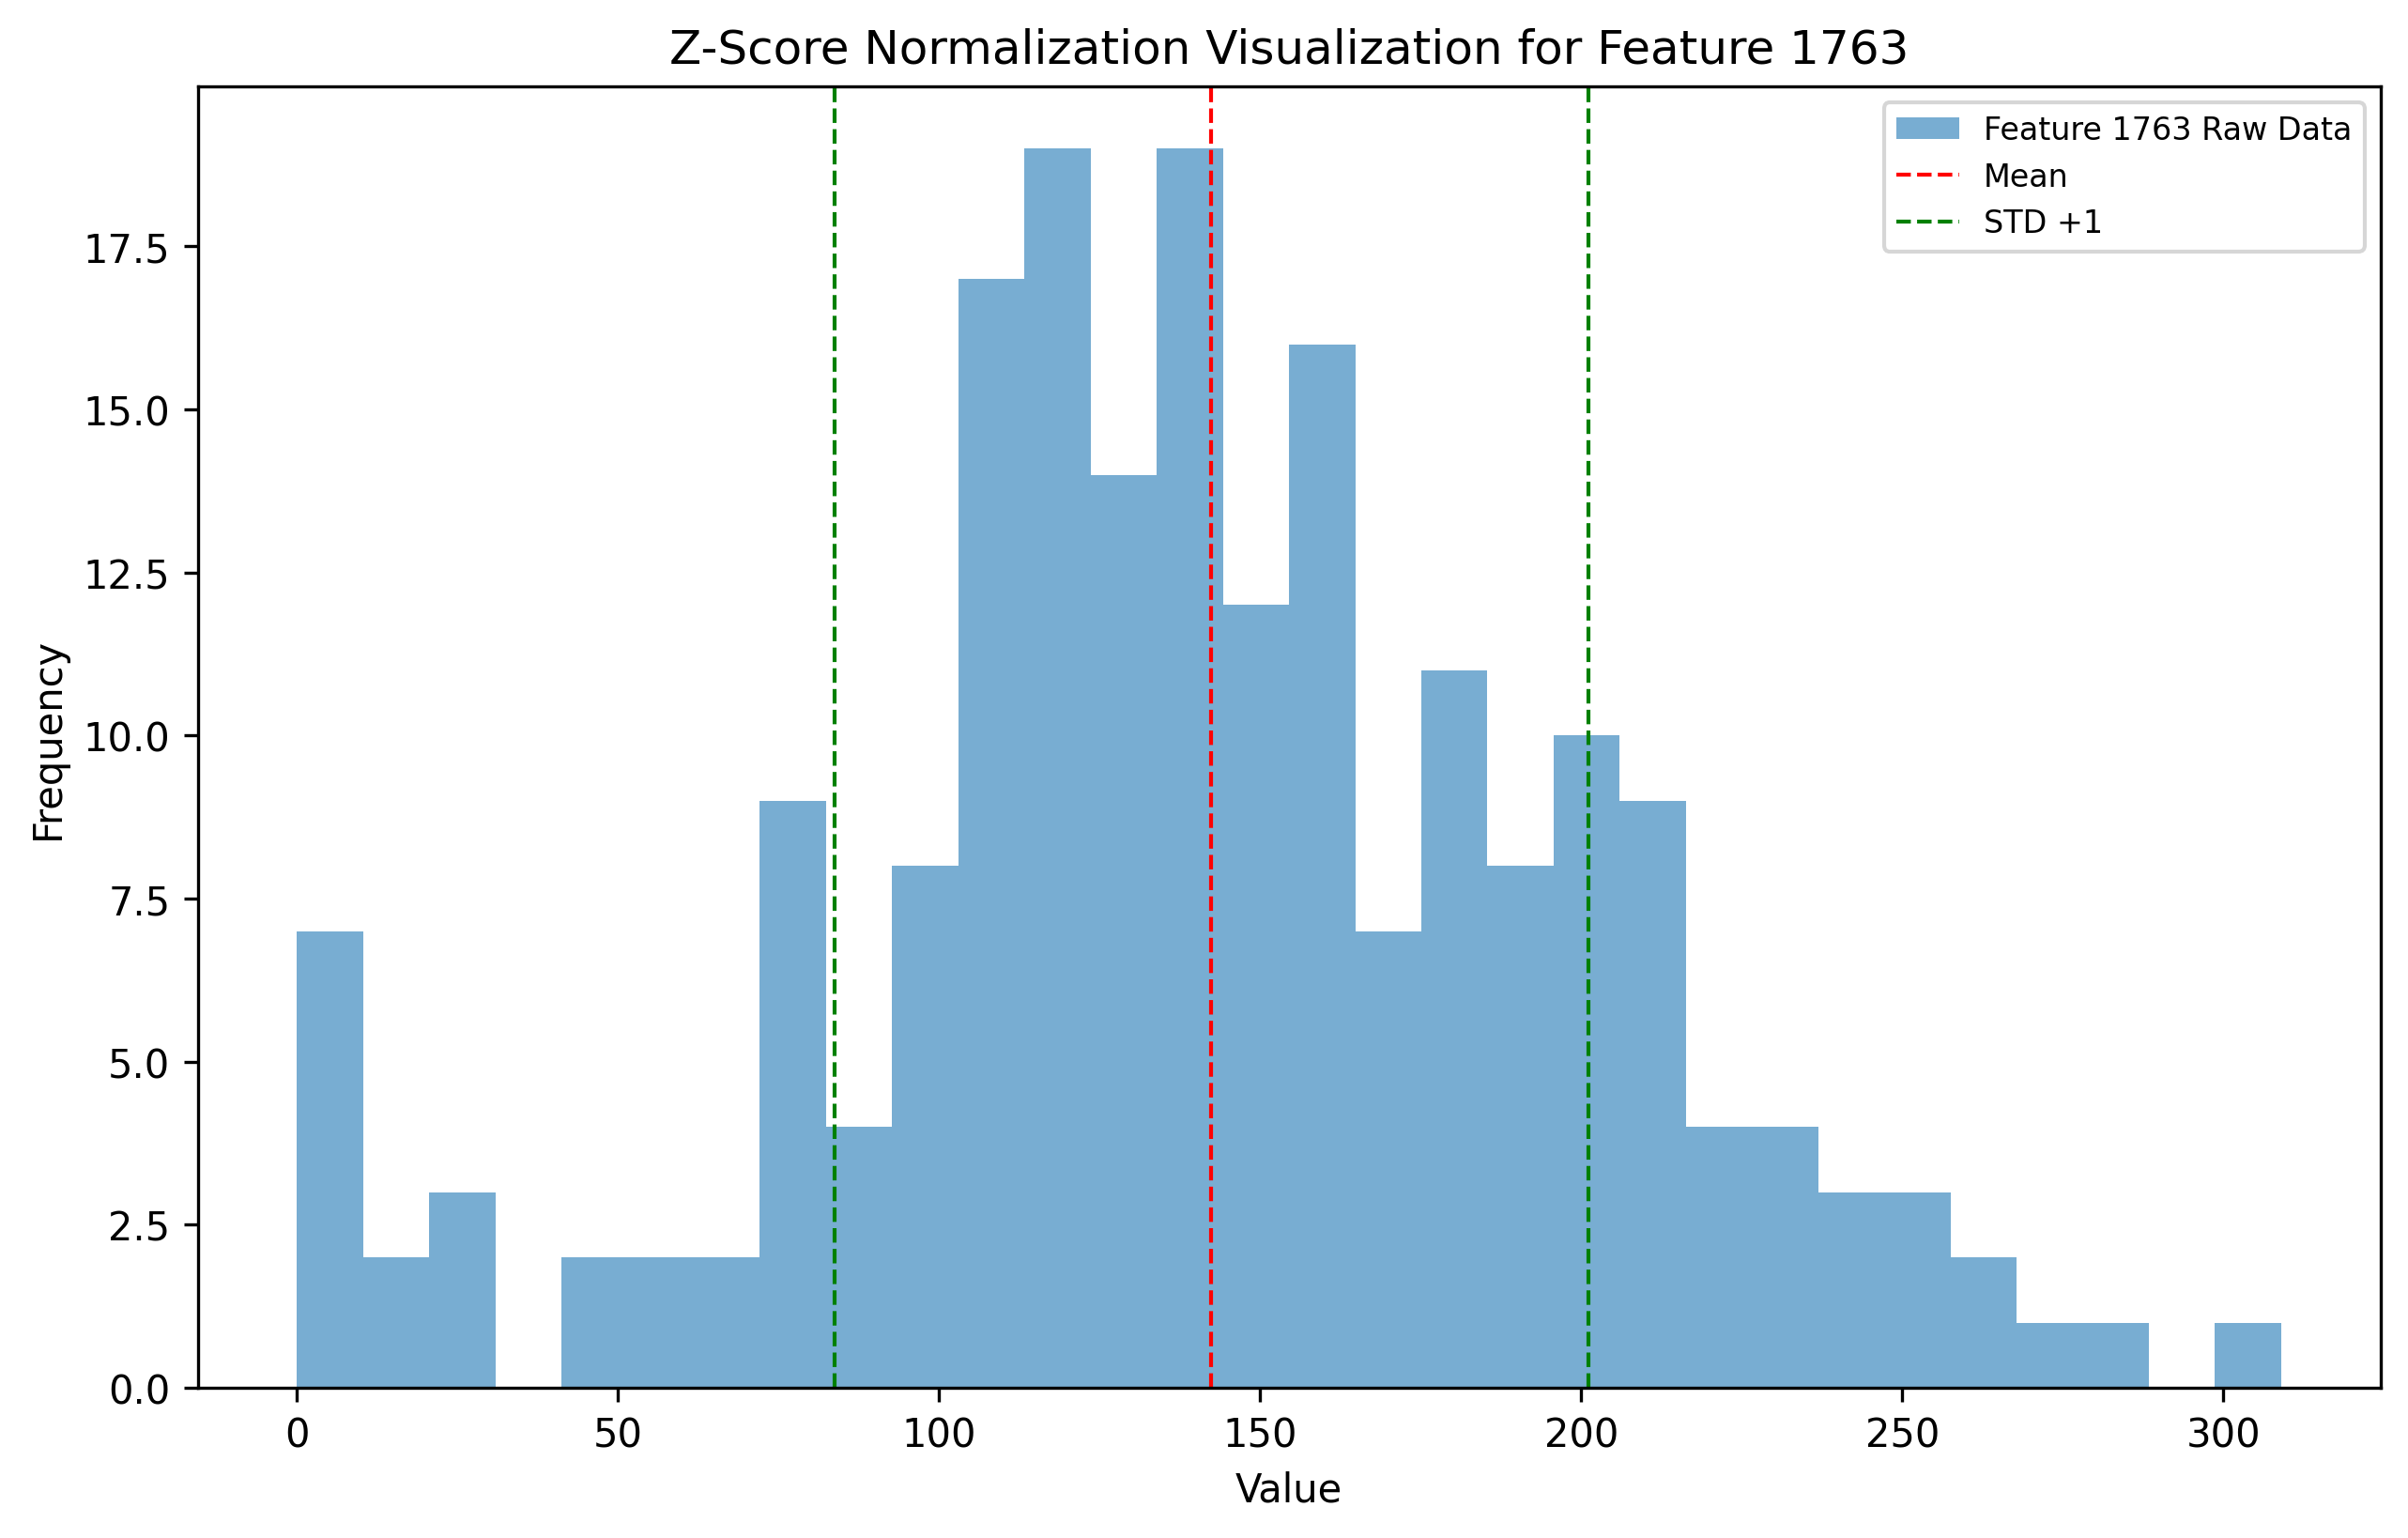 Z-Score Normalization Visualization for Feature 1763
Feature 1763 Raw Data
Mean
STD +1
17.5
15.0
12.5
10.0
7.5
5.0
2.5
0.0
Frequency
0 50 100 150 200 250 300
Value